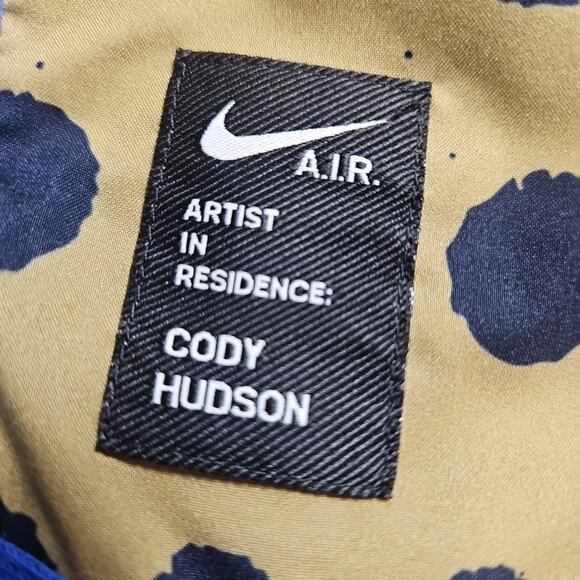 A.I.R.
ARTIST
IN
RESIDENCE:
CODY
HUDSON